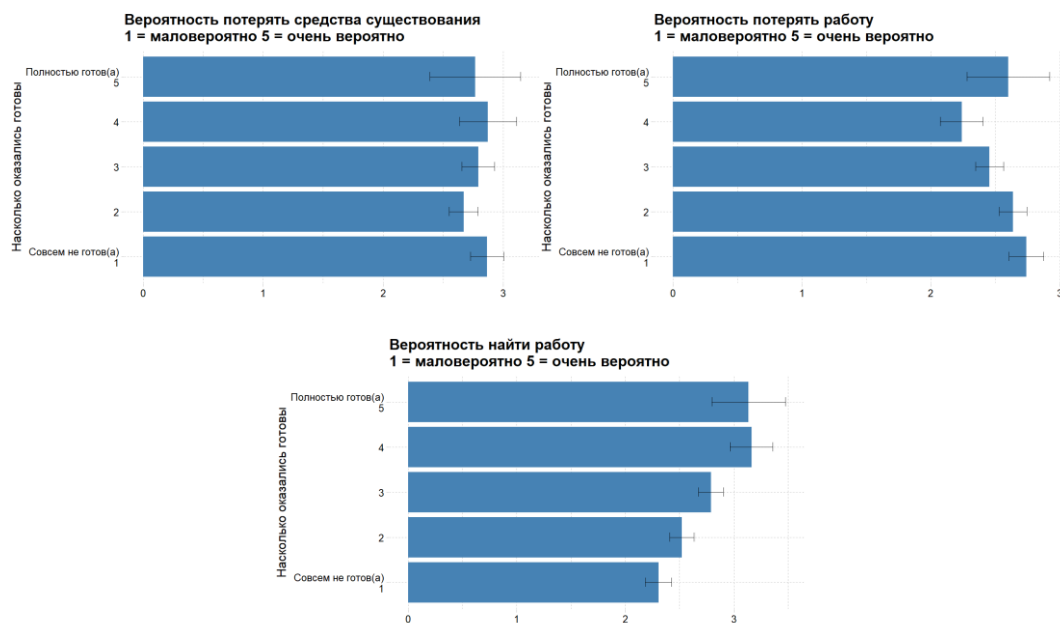 Вероятность потерять средства существования
1 = маловероятно 5 = очень вероятно
Насколько оказались готовы
Полностью готов(а)
5
4
3
2
Совсем не готов(а)
1
0 1 2 3
Вероятность потерять работу
1 = маловероятно 5 = очень вероятно
Насколько оказались готовы
Полностью готов(а)
5
4
3
2
Совсем не готов(а)
1
0 1 2 3
Вероятность найти работу
1 = маловероятно 5 = очень вероятно
Насколько оказались готовы
Полностью готов(а)
5
4
3
2
Совсем не готов(а)
1
0 1 2 3